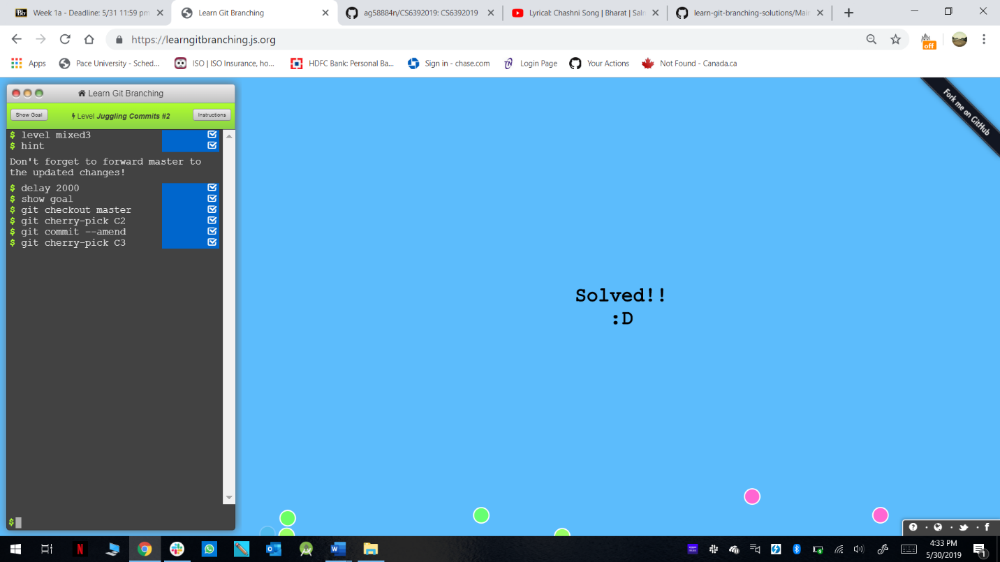 Bb Week 1a - Deadline: 5/31 11:59 pm
Learn Git Branching
ag58884n/CS6392019: CS6392019
Lyrical: Chashni Song | Bharat | Saln
learn-git-branching-solutions/Mair
https://learngitbranching.js.org
off
Apps
Pace University - Sched...
ISO | ISO Insurance, ho...
HDFC Bank: Personal Ba...
Sign in - chase.com
Login Page
Your Actions
Not Found - Canada.ca
Learn Git Branching
Show Goal
Level Juggling Commits #2
Instructions
$ level mixed3
$ hint
Don't forget to forward master to
the updated changes!
$ delay 2000
$ show goal
$ git checkout master
$ git cherry-pick C2
$ git commit --amend
$ git cherry-pick C3
$
Solved!!
:D
Fork me on GitHub
4:33 PM
5/30/2019
1